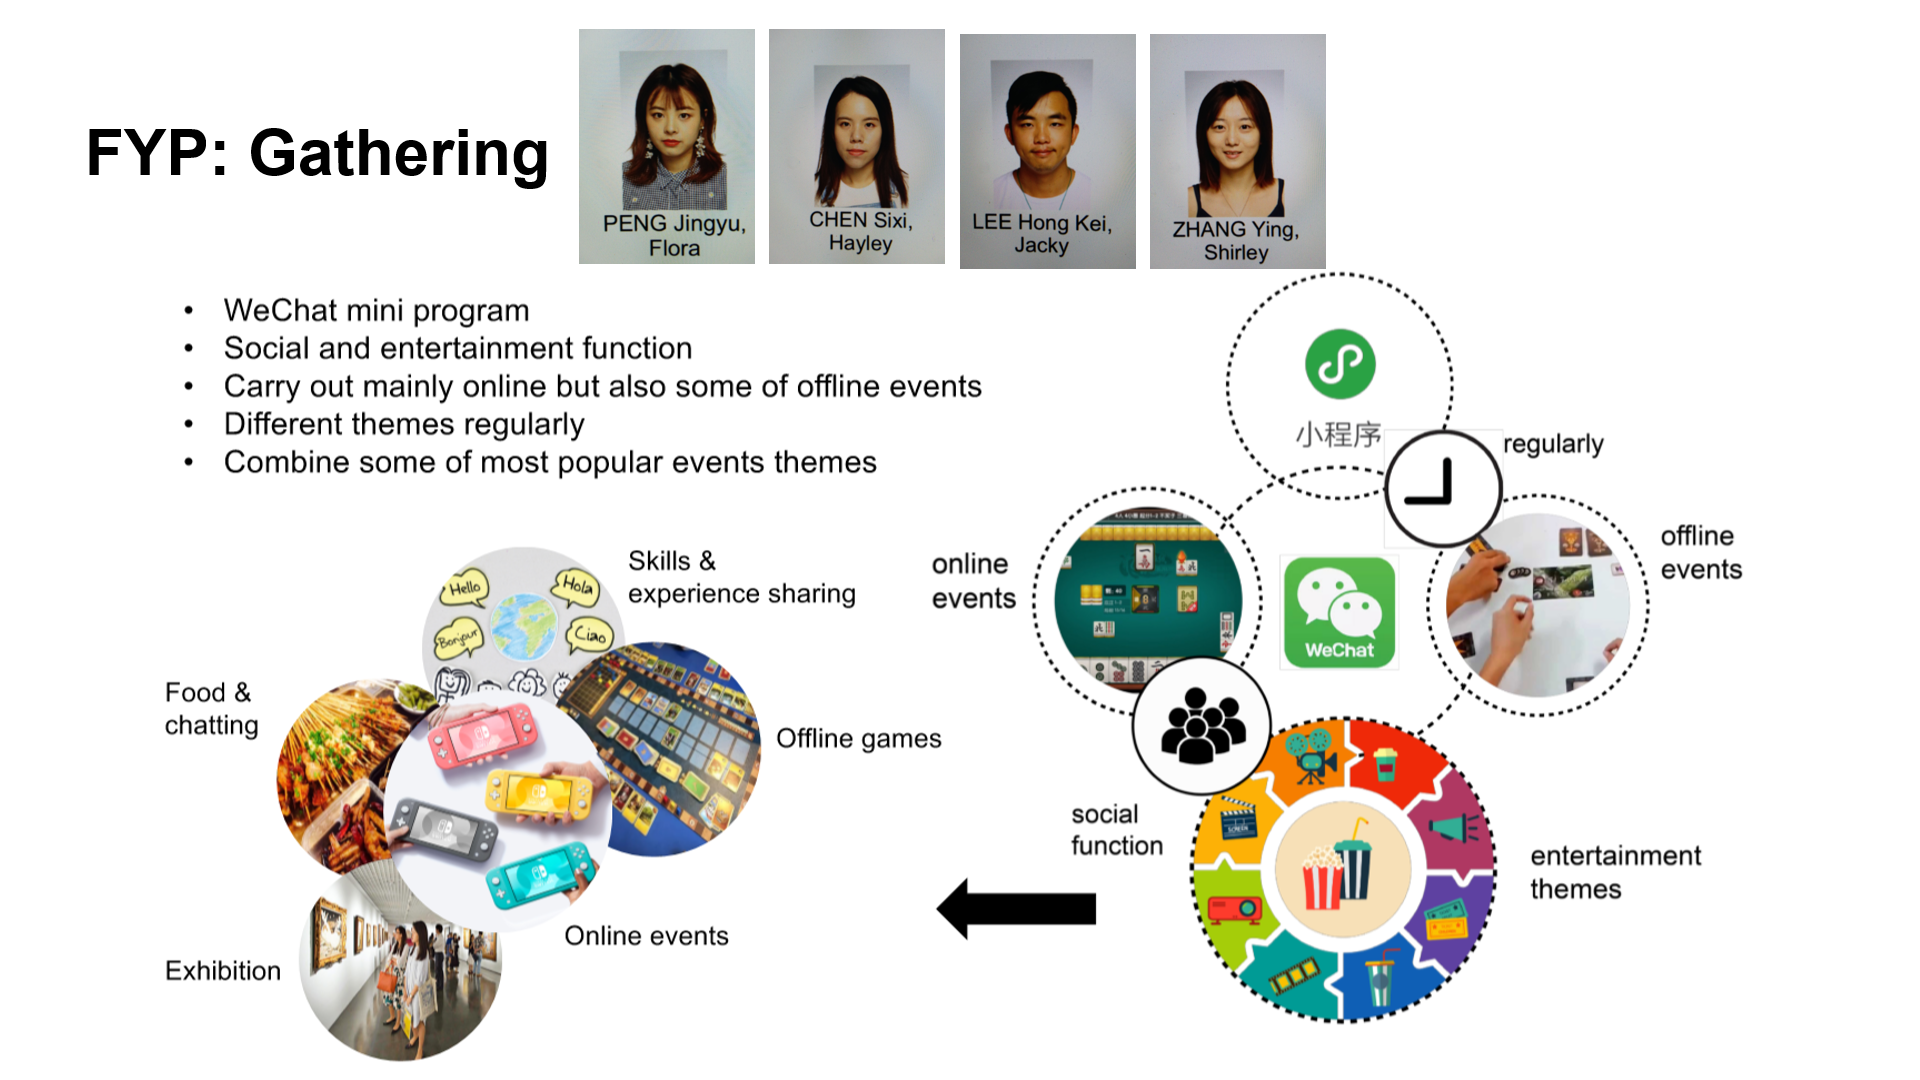 FYP: Gathering
PENG Jingyu,
Flora
CHEN Sixi,
Hayley
LEE Hong Kei,
Jacky
ZHANG Ying,
Shirley
• WeChat mini program
• Social and entertainment function
• Carry out mainly online but also some of offline events
• Different themes regularly
• Combine some of most popular events themes
小程序
regularly
online
events
WeChat
offline
events
social
function
SCREEN
entertainment
themes
Skills &
experience sharing
Hello
Hola
Bonjour
Ciao
Food &
chatting
Offline games
Online events
Exhibition